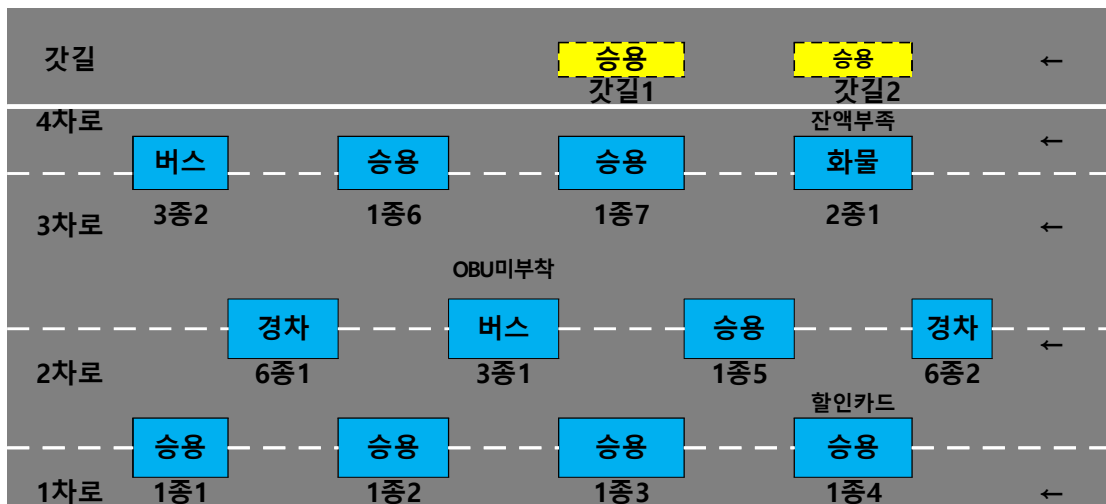 갓길
승용
승용
←
갓길1
갓길2
4차로
잔액부족
←
버스
승용
승용
화물
3종2
1종6
1종7
2종1
3차로
←
OBU미부착
경차
버스
승용
경차
←
2차로
6종1
3종1
1종5
6종2
할인카드
승용
승용
승용
승용
1차로
1종1
1종2
1종3
1종4
←